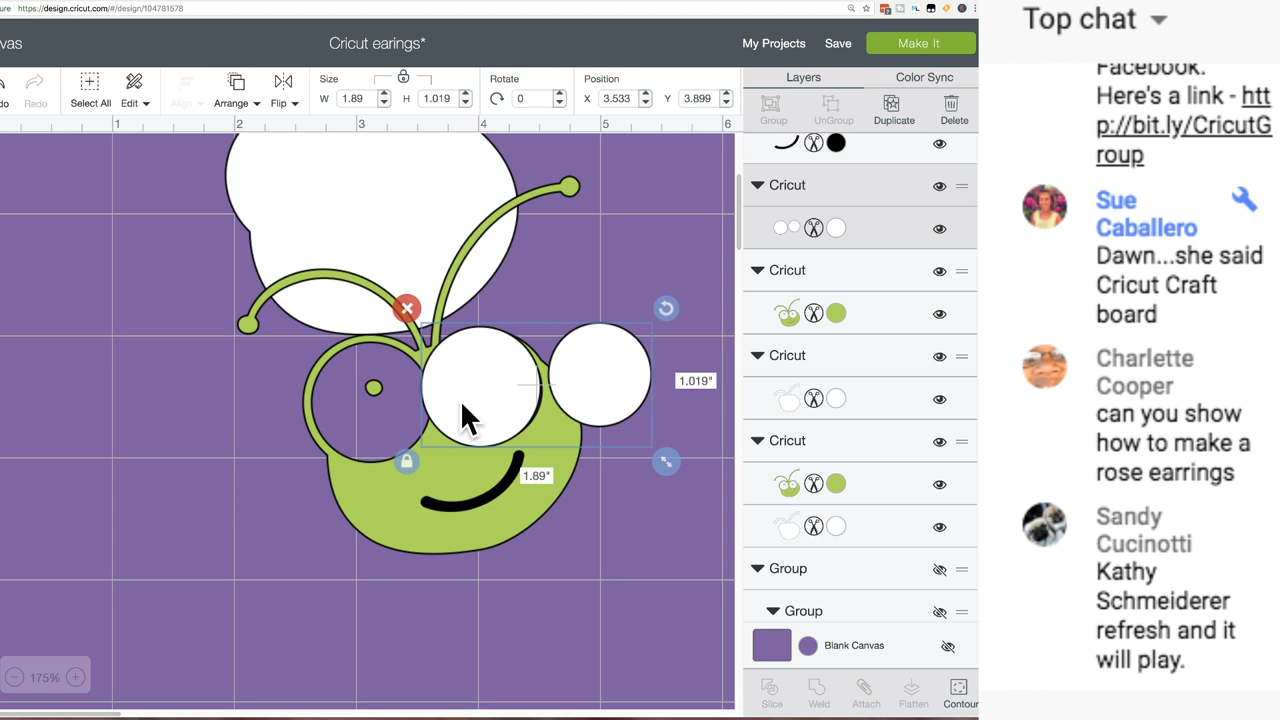 ure https://design.cricut.com/#/design/104781578
vas
Cricut earings*
My Projects
Save
Make It
do
Redo
Select All
Edit
Align
Arrange
Flip
Size
W 1.89
H 1.019
Rotate
0
Position
X 3.533
Y 3.899
Layers
Color Sync
Group
UnGroup
Duplicate
Delete
1 2 3 4 5 6
Cricut
Cricut
Cricut
Cricut
Group
Group
Blank Canvas
1.019"
1.89"
175%
Slice
Weld
Attach
Flatten
Contour
Top chat
Facebook.
Here's a link - htt
p://bit.ly/CricutG
roup
Sue
Caballero
Dawn...she said
Cricut Craft
board
Charlette
Cooper
can you show
how to make a
rose earrings
Sandy
Cucinotti
Kathy
Schmeiderer
refresh and it
will play.